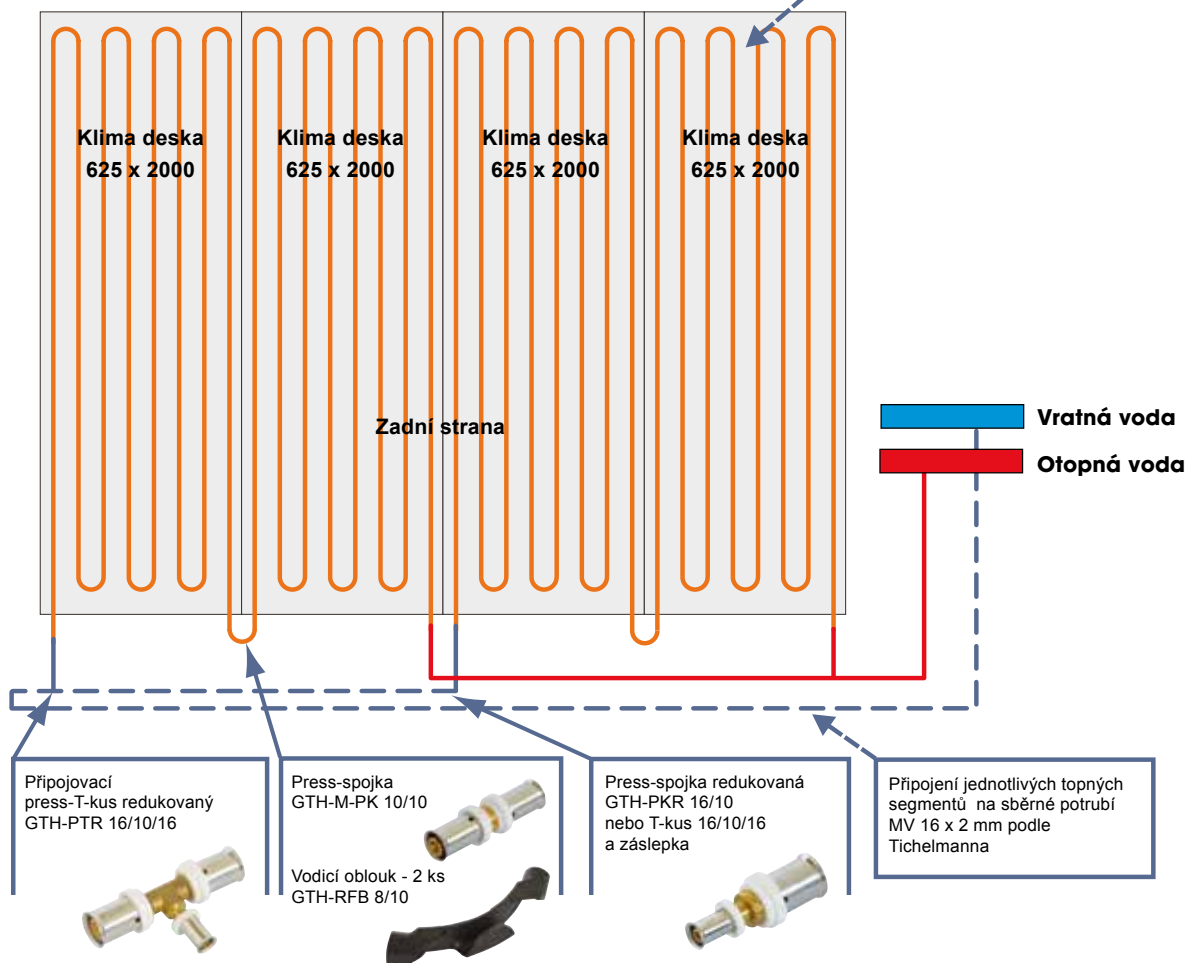 Klima deska
625 x 2000
Klima deska
625 x 2000
Klima deska
625 x 2000
Klima deska
625 x 2000
Zadní strana
Vratná voda
Otopná voda
Připojovací
press-T-kus redukovaný
GTH-PTR 16/10/16
Press-spojka
GTH-M-PK 10/10
Vodicí oblouk - 2 ks
GTH-RFB 8/10
Press-spojka redukovaná
GTH-PKR 16/10
nebo T-kus 16/10/16
a záslepka
Připojení jednotlivých topných
segmentů na sběrné potrubí
MV 16 x 2 mm podle
Tichelmanna